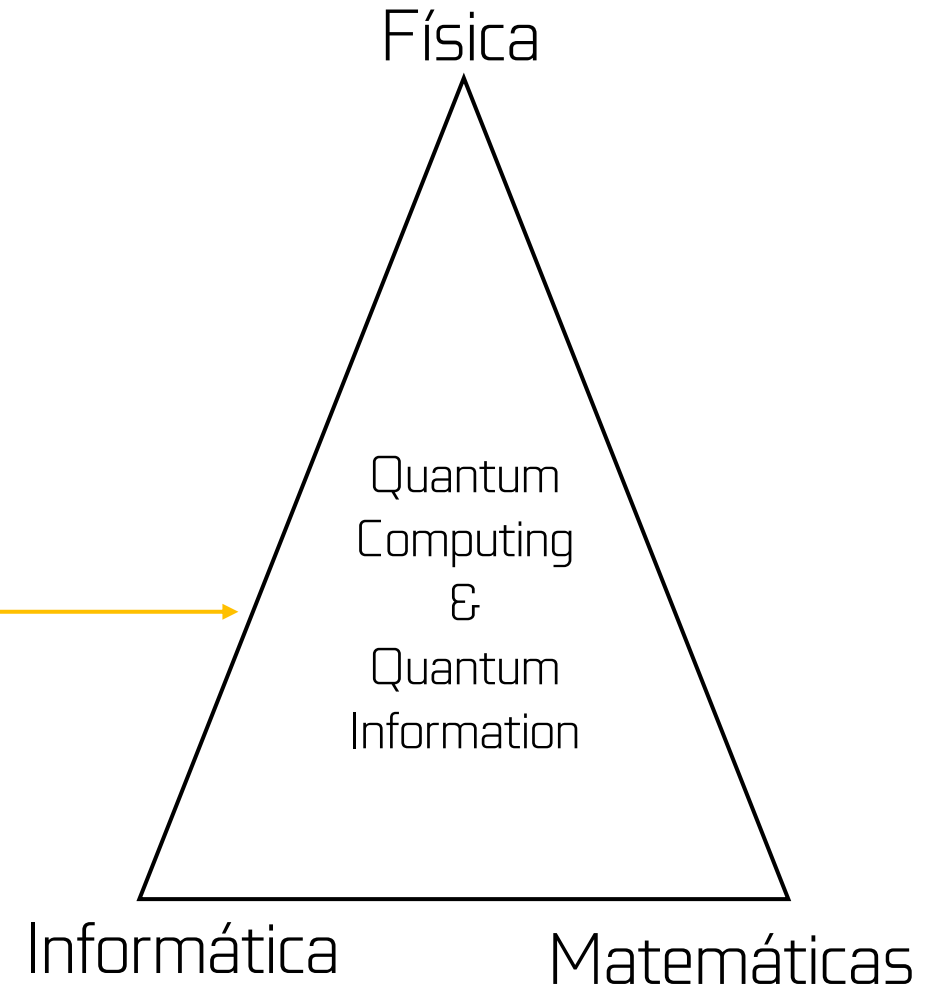 Física
Quantum
Computing
&
Quantum
Information
Informática
Matemáticas